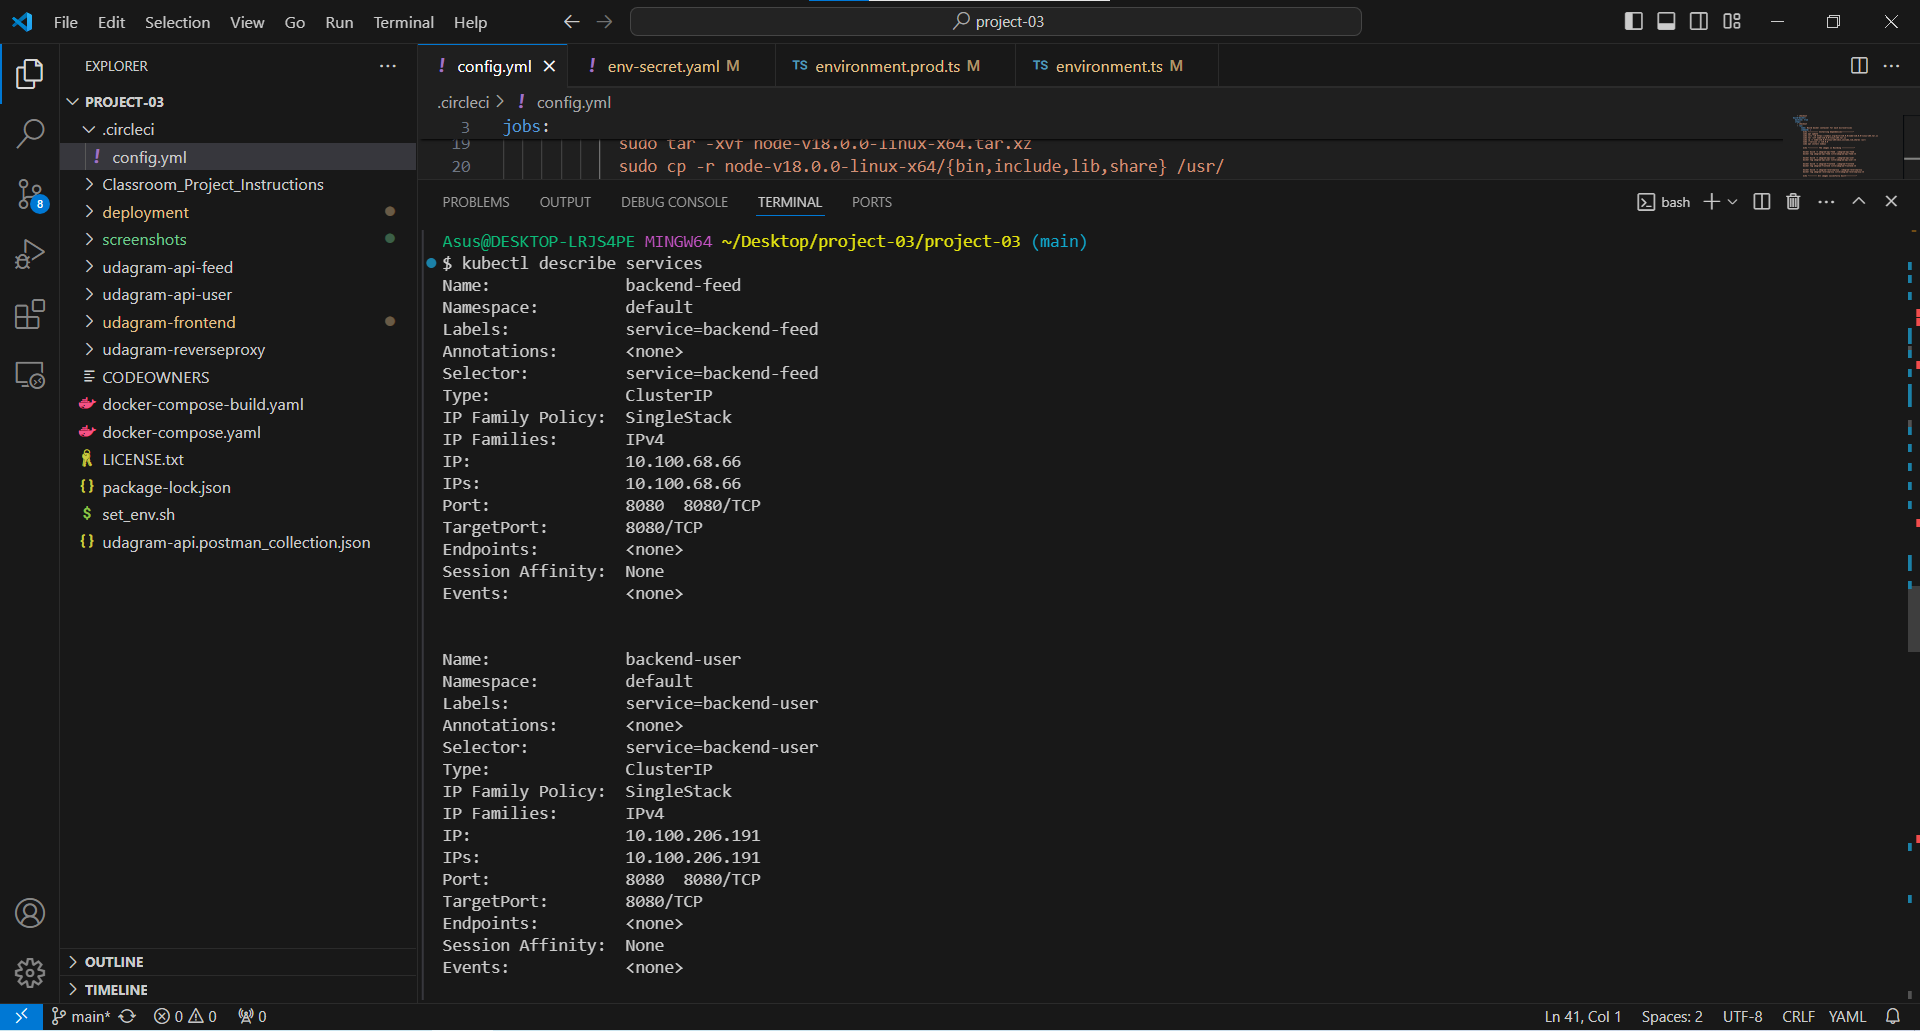 File Edit Selection View Go Run Terminal Help
project-03
EXPLORER
PROJECT-03
.circleci
config.yml
Classroom_Project_Instructions
deployment
screenshots
udagram-api-feed
udagram-api-user
udagram-frontend
udagram-reverseproxy
CODEOWNERS
docker-compose-build.yaml
docker-compose.yaml
LICENSE.txt
package-lock.json
set_env.sh
udagram-api.postman_collection.json
OUTLINE
TIMELINE
8
! config.yml
! env-secret.yaml M
TS environment.prod.ts M
TS environment.ts M
.circleci > ! config.yml
3 jobs:
19 sudo tar -xvf node-v18.0.0-linux-x64.tar.xz
20 sudo cp -r node-v18.0.0-linux-x64/{bin,include,lib,share} /usr/
PROBLEMS OUTPUT DEBUG CONSOLE TERMINAL PORTS
bash
Asus@DESKTOP-LRJS4PE MINGW64 ~/Desktop/project-03/project-03 (main)
$ kubectl describe services
Name: backend-feed
Namespace: default
Labels: service=backend-feed
Annotations: <none>
Selector: service=backend-feed
Type: ClusterIP
IP Family Policy: SingleStack
IP Families: IPv4
IP: 10.100.68.66
IPs: 10.100.68.66
Port: 8080 8080/TCP
TargetPort: 8080/TCP
Endpoints: <none>
Session Affinity: None
Events: <none>
Name: backend-user
Namespace: default
Labels: service=backend-user
Annotations: <none>
Selector: service=backend-user
Type: ClusterIP
IP Family Policy: SingleStack
IP Families: IPv4
IP: 10.100.206.191
IPs: 10.100.206.191
Port: 8080 8080/TCP
TargetPort: 8080/TCP
Endpoints: <none>
Session Affinity: None
Events: <none>
main* 0 0 0
Ln 41, Col 1 Spaces: 2 UTF-8 CRLF YAML